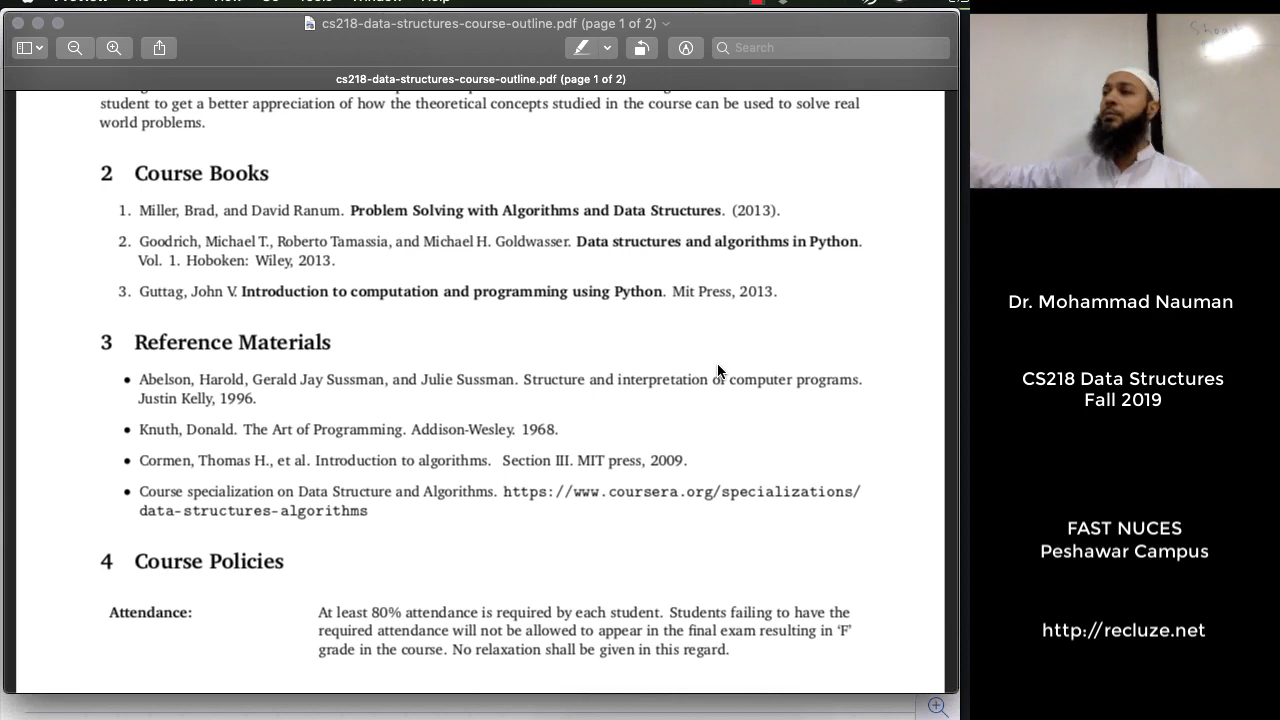 cs218-data-structures-course-outline.pdf (page 1 of 2)
Search
cs218-data-structures-course-outline.pdf (page 1 of 2)
student to get a better appreciation of how the theoretical concepts studied in the course can be used to solve real
world problems.
2 Course Books
1. Miller, Brad, and David Ranum. Problem Solving with Algorithms and Data Structures. (2013).
2. Goodrich, Michael T., Roberto Tamassia, and Michael H. Goldwasser. Data structures and algorithms in Python.
Vol. 1. Hoboken: Wiley, 2013.
3. Guttag, John V. Introduction to computation and programming using Python. Mit Press, 2013.
3 Reference Materials
• Abelson, Harold, Gerald Jay Sussman, and Julie Sussman. Structure and interpretation of computer programs.
Justin Kelly, 1996.
• Knuth, Donald. The Art of Programming. Addison-Wesley. 1968.
• Cormen, Thomas H., et al. Introduction to algorithms. Section III. MIT press, 2009.
• Course specialization on Data Structure and Algorithms. https://www.coursera.org/specializations/
data-structures-algorithms
4 Course Policies
Attendance: At least 80% attendance is required by each student. Students failing to have the
required attendance will not be allowed to appear in the final exam resulting in ‘F’
grade in the course. No relaxation shall be given in this regard.
Dr. Mohammad Nauman
CS218 Data Structures
Fall 2019
FAST NUCES
Peshawar Campus
http://recluze.net